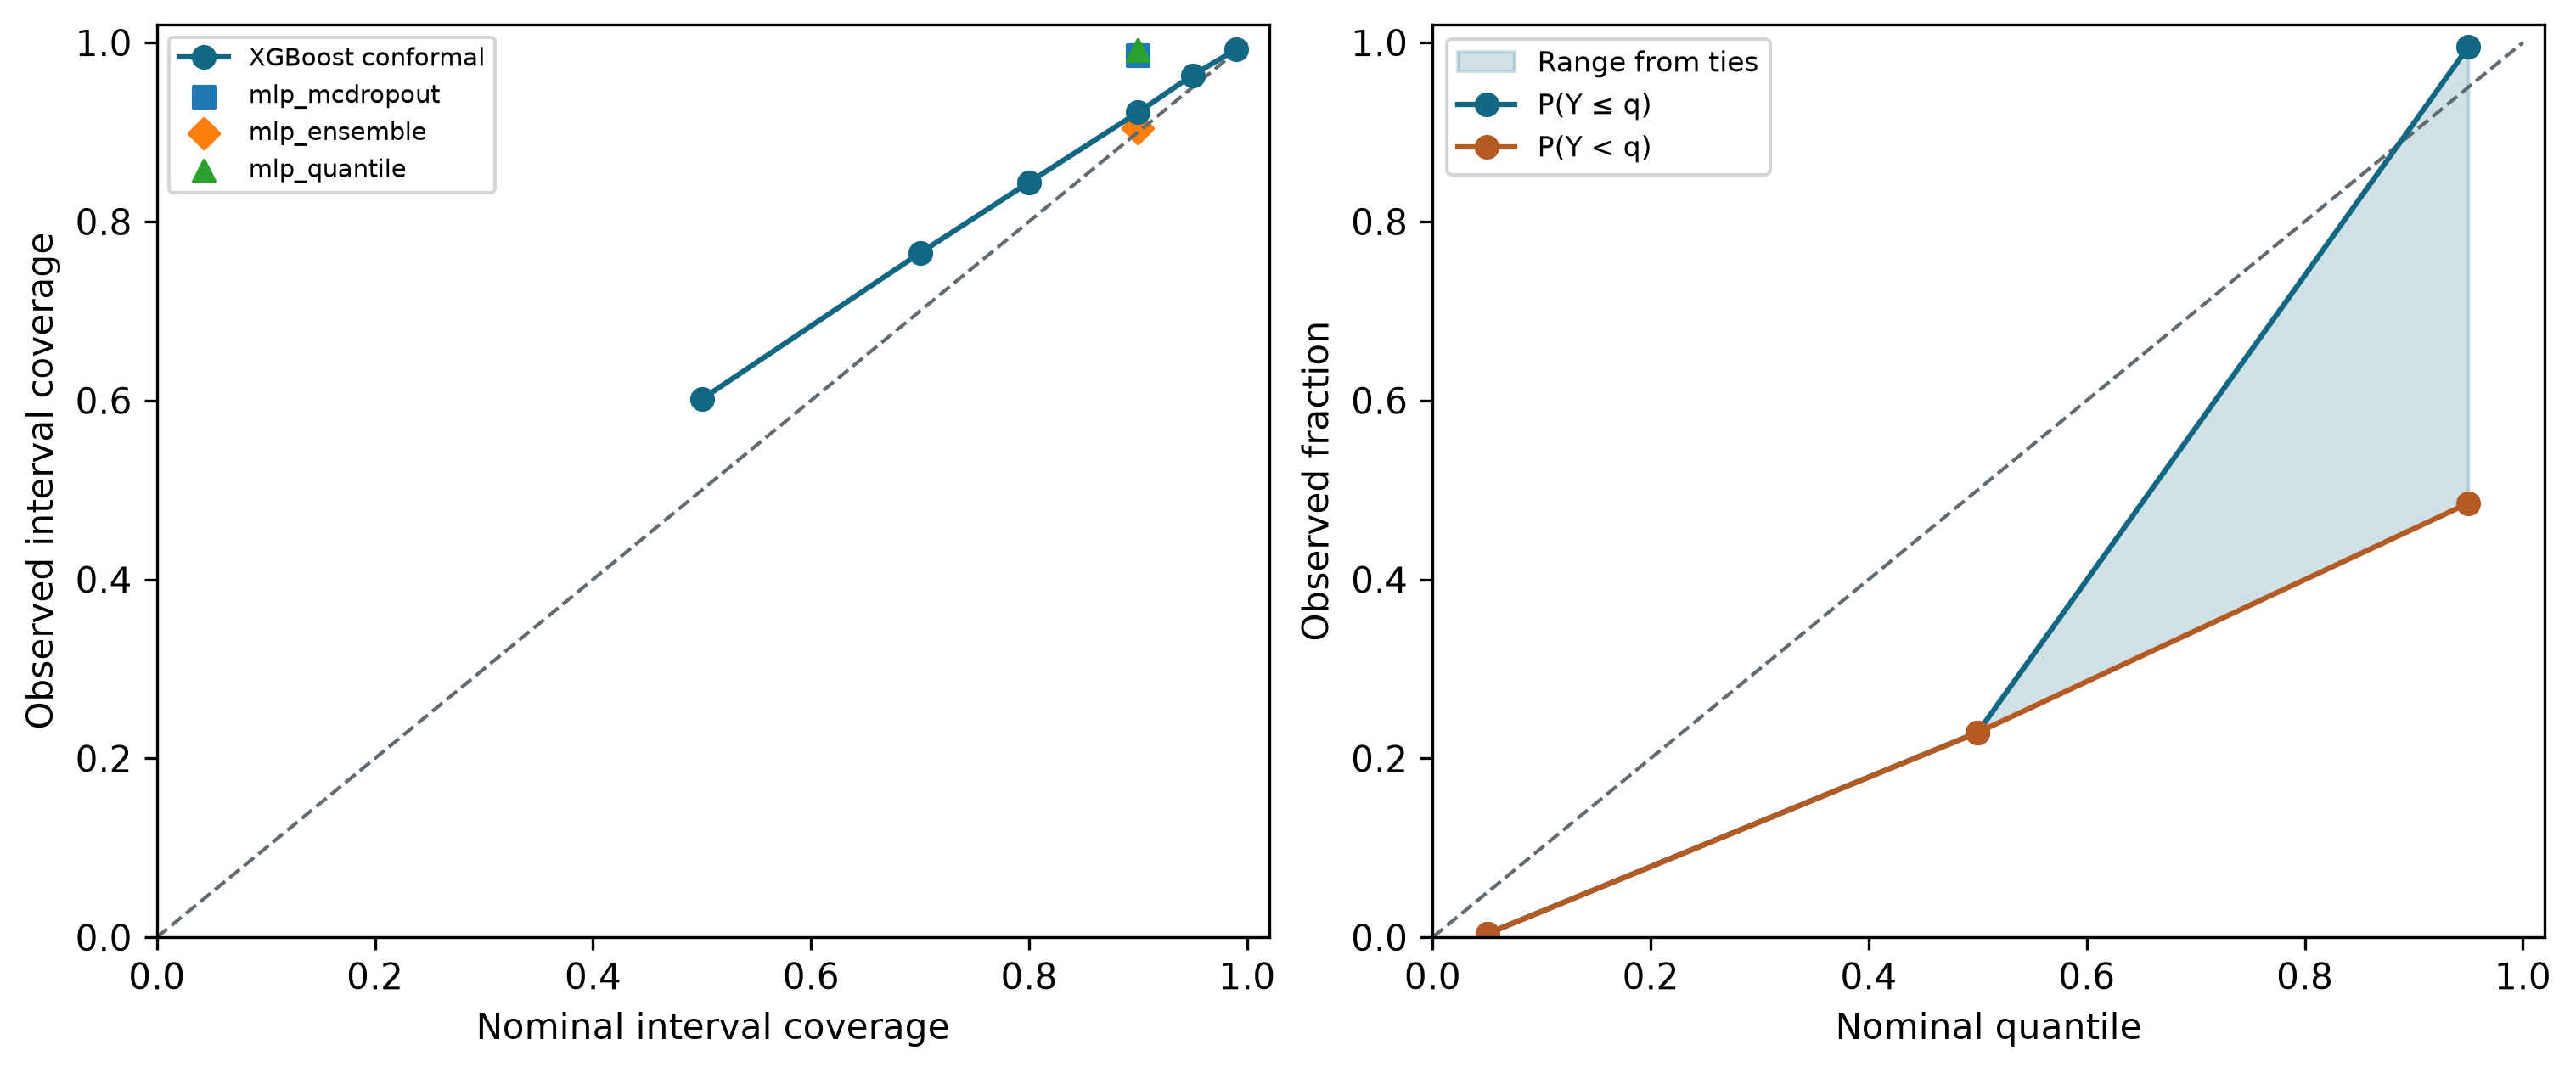 1.0
0.8
0.6
0.4
0.2
0.0
Observed interval coverage
XGBoost conformal
mlp_mcdropout
mlp_ensemble
mlp_quantile
0.0 0.2 0.4 0.6 0.8 1.0
Nominal interval coverage
1.0
0.8
0.6
0.4
0.2
0.0
Observed fraction
Range from ties
P(Y ≤ q)
P(Y < q)
0.0 0.2 0.4 0.6 0.8 1.0
Nominal quantile